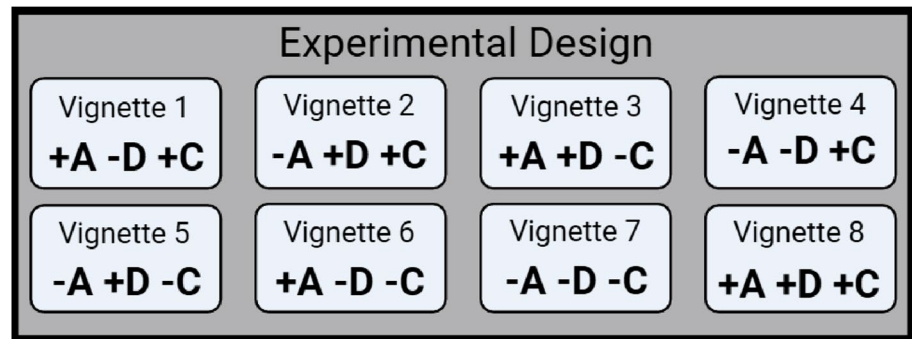 Experimental Design
Vignette 1
+A -D +C
Vignette 2
-A +D +C
Vignette 3
+A +D -C
Vignette 4
-A -D +C
Vignette 5
-A +D -C
Vignette 6
+A -D -C
Vignette 7
-A -D -C
Vignette 8
+A +D +C